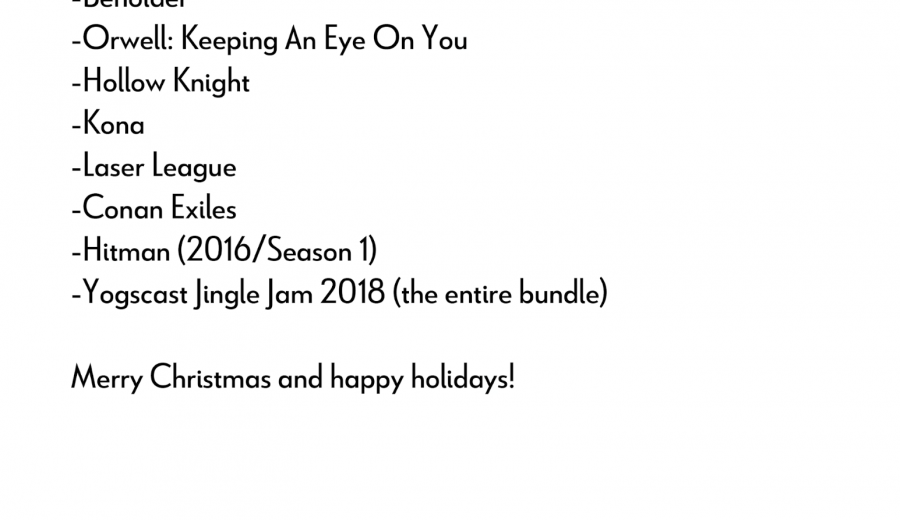 -Beholder
-Orwell: Keeping An Eye On You
-Hollow Knight
-Kona
-Laser League
-Conan Exiles
-Hitman (2016/Season 1)
-Yogscast Jingle Jam 2018 (the entire bundle)
Merry Christmas and happy holidays!